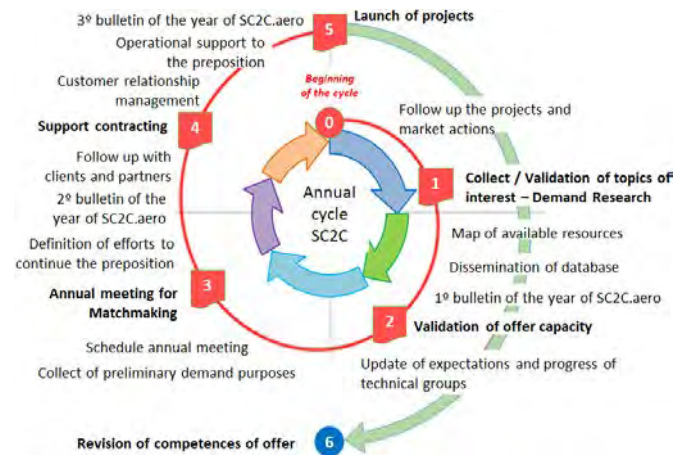 3º bulletin of the year of SC2C.aero
5
Launch of projects
Operational support to
the preposition
Beginning
of the cycle
Customer relationship
management
0
Follow up the projects and
market actions
Support contracting
4
Follow up with
clients and partners
Annual
cycle
SC2C
1
Collect / Validation of topics of
interest – Demand Research
2º bulletin of the
year of SC2C.aero
Map of available resources
Definition of efforts to
continue the preposition
Dissemination of database
3
Annual meeting for
Matchmaking
1º bulletin of the year of SC2C.aero
2
Validation of offer capacity
Schedule annual meeting
Collect of preliminary demand purposes
Update of expectations and progress of
technical groups
Revision of competences of offer
6